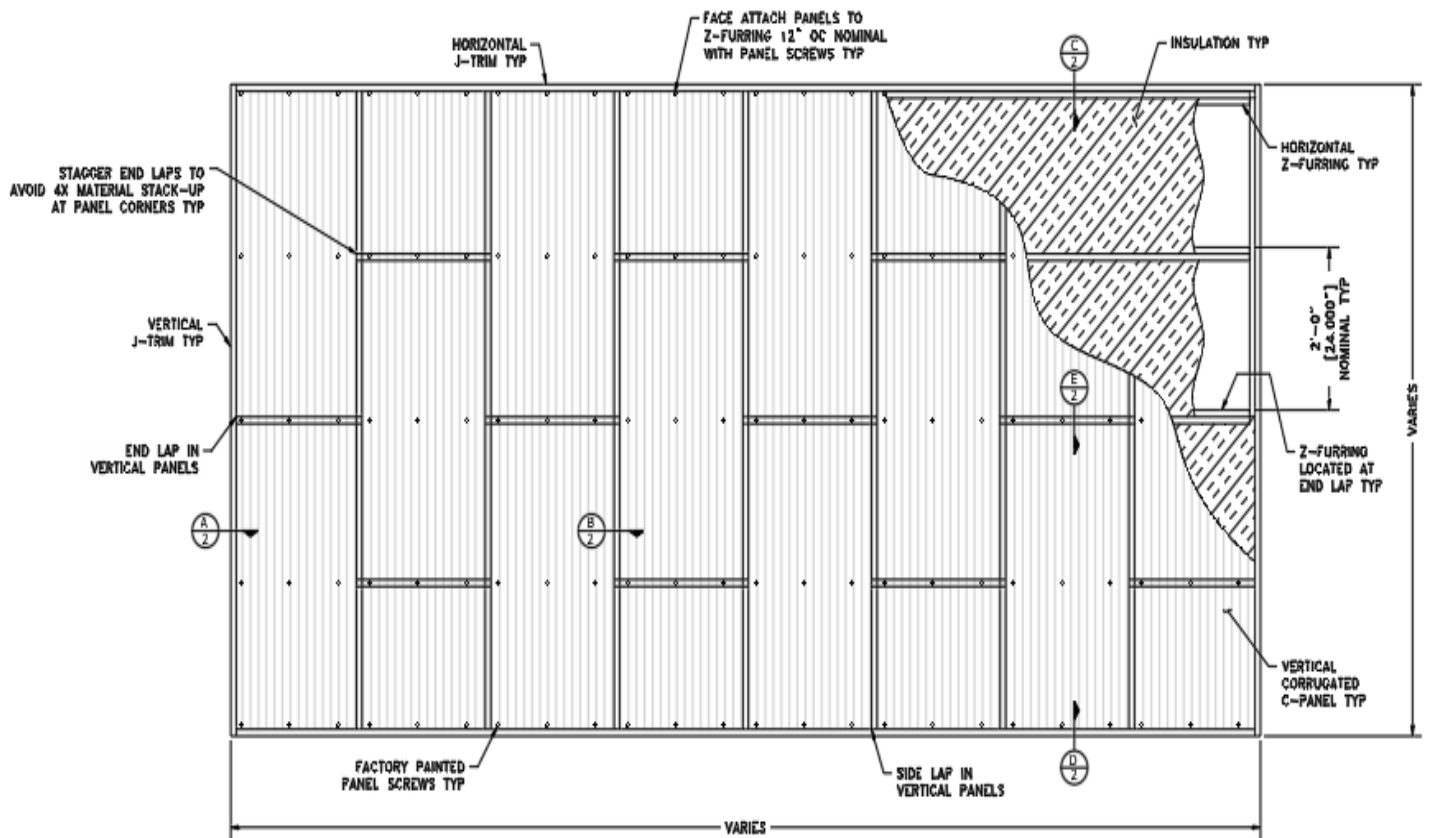 FACE ATTACH PANELS TO
Z-FURRING 12" OC NOMINAL
WITH PANEL SCREWS TYP
HORIZONTAL
J-TRIM TYP
C
2
INSULATION TYP
HORIZONTAL
Z-FURRING TYP
STAGGER END LAPS TO
AVOID 4X MATERIAL STACK-UP
AT PANEL CORNERS TYP
2'-0"
[24.000"]
NOMINAL TYP
VERTICAL
J-TRIM TYP
E
2
VARIES
END LAP IN
VERTICAL PANELS
Z-FURRING
LOCATED AT
END LAP TYP
A
2
B
2
VERTICAL
CORRUGATED
C-PANEL TYP
FACTORY PAINTED
PANEL SCREWS TYP
SIDE LAP IN
VERTICAL PANELS
D
2
VARIES